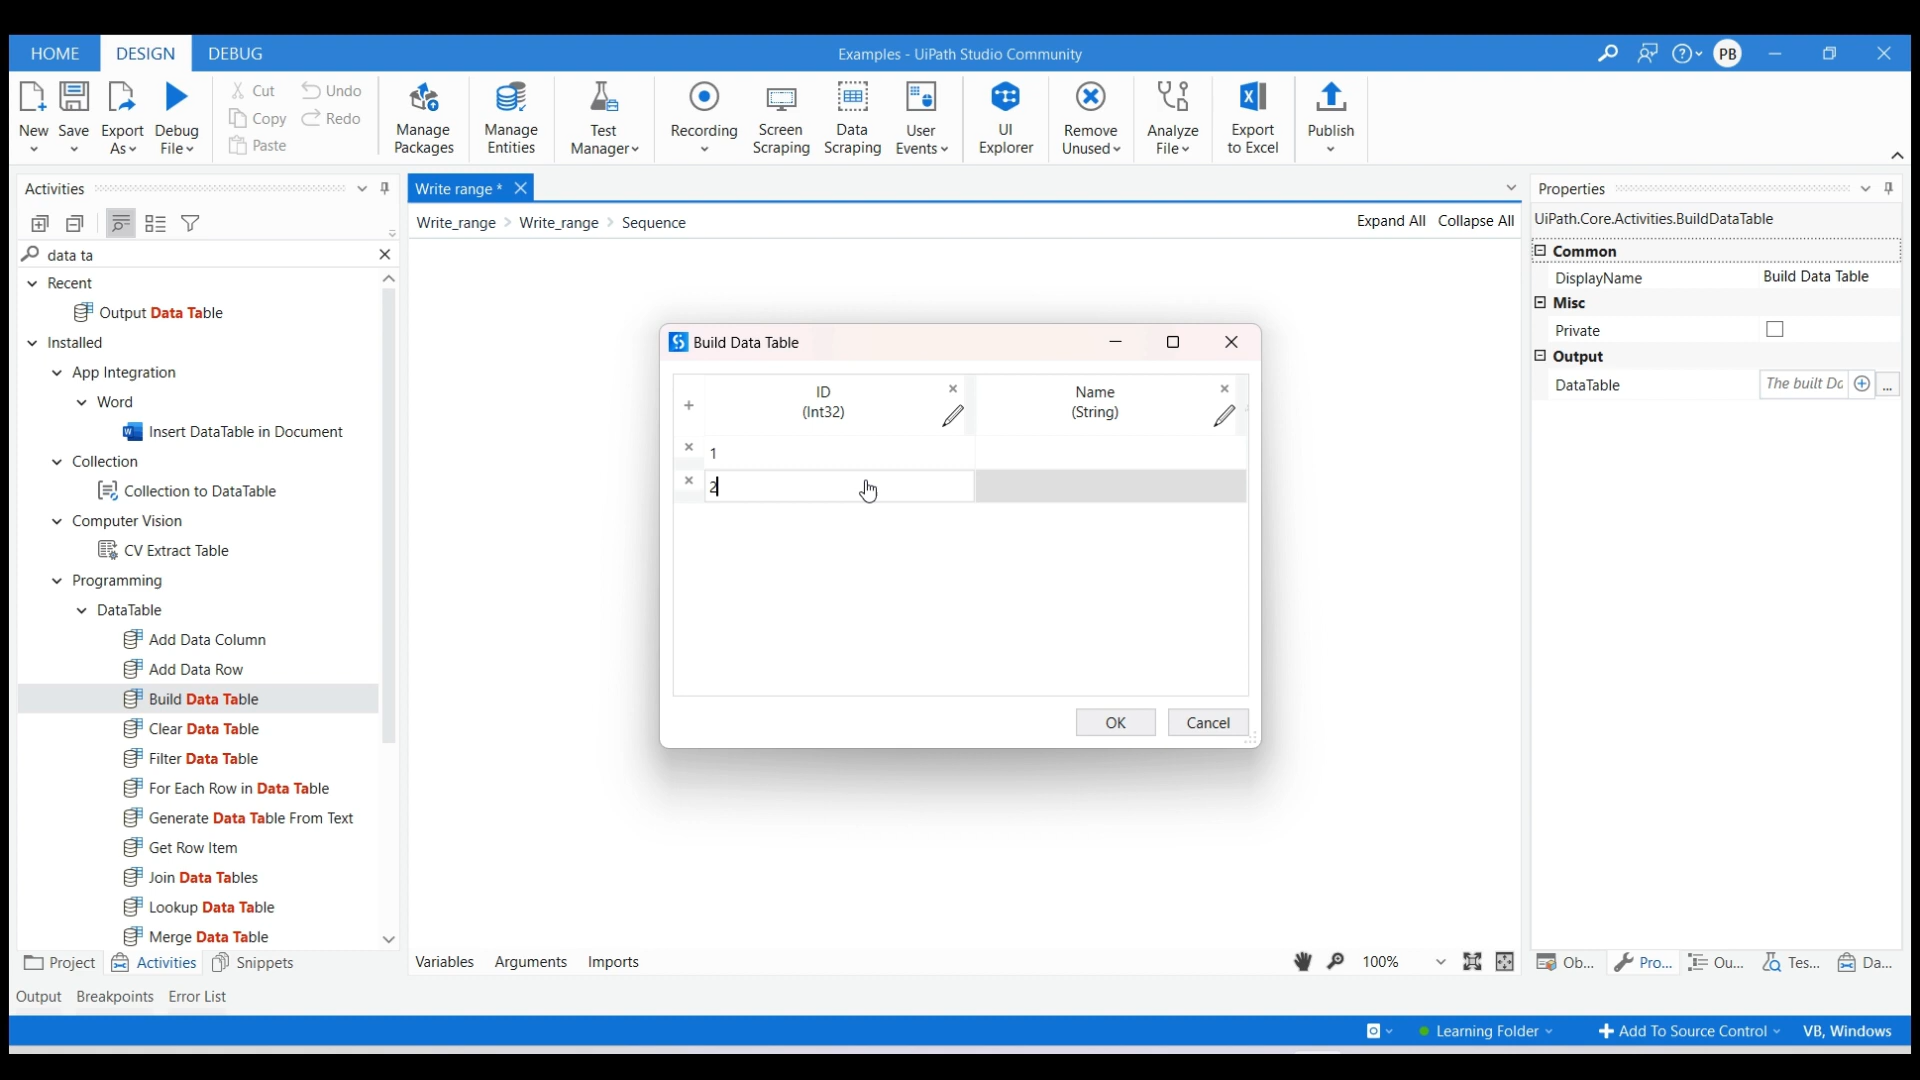 HOME DESIGN DEBUG Examples - UiPath Studio Community PB
New Save Export As Debug File Cut Copy Paste Undo Redo Manage Packages Manage Entities Test Manager Recording Screen Scraping Data Scraping User Events UI Explorer Remove Unused Analyze File Export to Excel Publish
Activities
data ta
Recent
Output Data Table
Installed
App Integration
Word
Insert DataTable in Document
Collection
Collection to DataTable
Computer Vision
CV Extract Table
Programming
DataTable
Add Data Column
Add Data Row
Build Data Table
Clear Data Table
Filter Data Table
For Each Row in Data Table
Generate Data Table From Text
Get Row Item
Join Data Tables
Lookup Data Table
Merge Data Table
Project Activities Snippets
Write range *
Write_range > Write_range > Sequence Expand All Collapse All
Build Data Table
ID Name
(Int32) (String)
1
2
OK Cancel
Variables Arguments Imports 100%
Properties
UiPath.Core.Activities.BuildDataTable
Common
DisplayName Build Data Table
Misc
Private
Output
DataTable The built Da ...
Ob... Pro... Ou... Tes... Da...
Output Breakpoints Error List
Learning Folder Add To Source Control VB, Windows